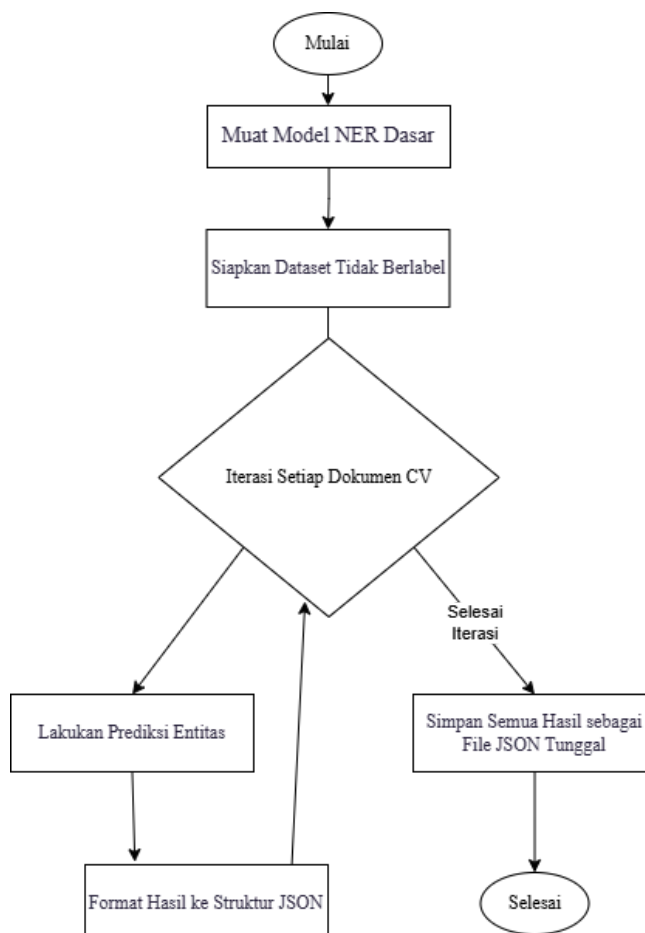 Mulai
Muat Model NER Dasar
Siapkan Dataset Tidak Berlabel
Iterasi Setiap Dokumen CV
Selesai
Iterasi
Lakukan Prediksi Entitas
Simpan Semua Hasil sebagai
File JSON Tunggal
Format Hasil ke Struktur JSON
Selesai